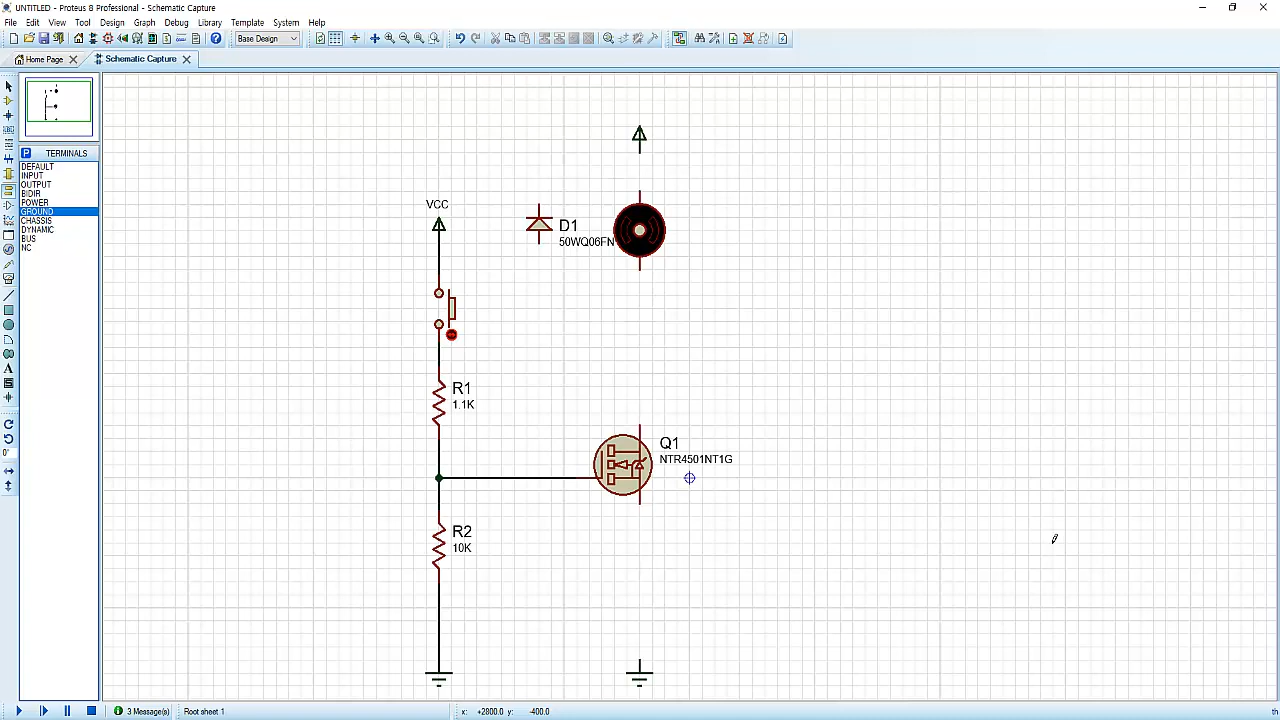 UNTITLED - Proteus 8 Professional - Schematic Capture
File Edit View Tool Design Graph Debug Library Template System Help
Base Design
Home Page
Schematic Capture
P TERMINALS
DEFAULT
INPUT
OUTPUT
BIDIR
POWER
GROUND
CHASSIS
DYNAMIC
BUS
NC
0°
VCC
D1
50WQ06FN
R1
1.1K
Q1
NTR4501NT1G
R2
10K
3 Message(s)
Root sheet 1
x: +2800.0 y: -400.0
th